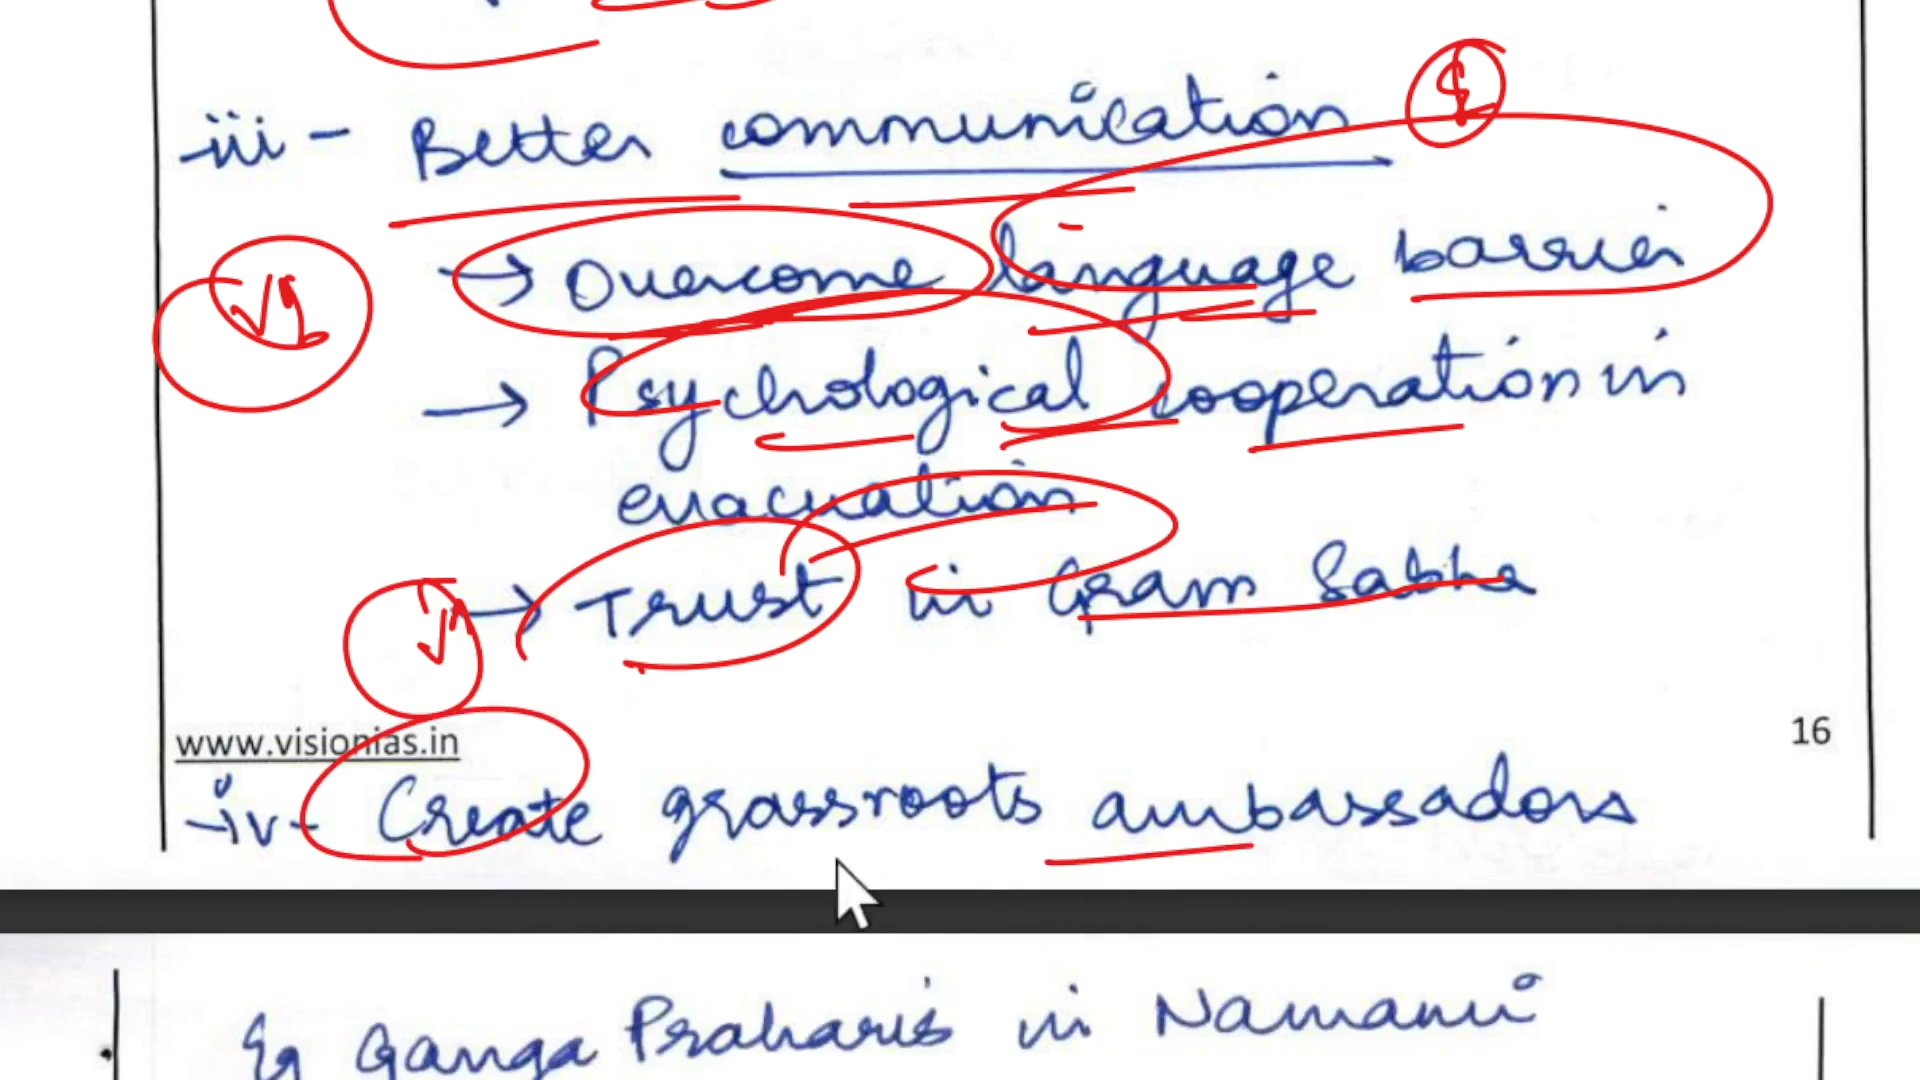 iii - Better communication
→ Overcome language barrier
→ Psychological cooperation in
evacuation
→ Trust in Gram Sabha
www.visionias.in
16
iv - Create grassroots ambassadors
Eg Ganga Praharis in Namami